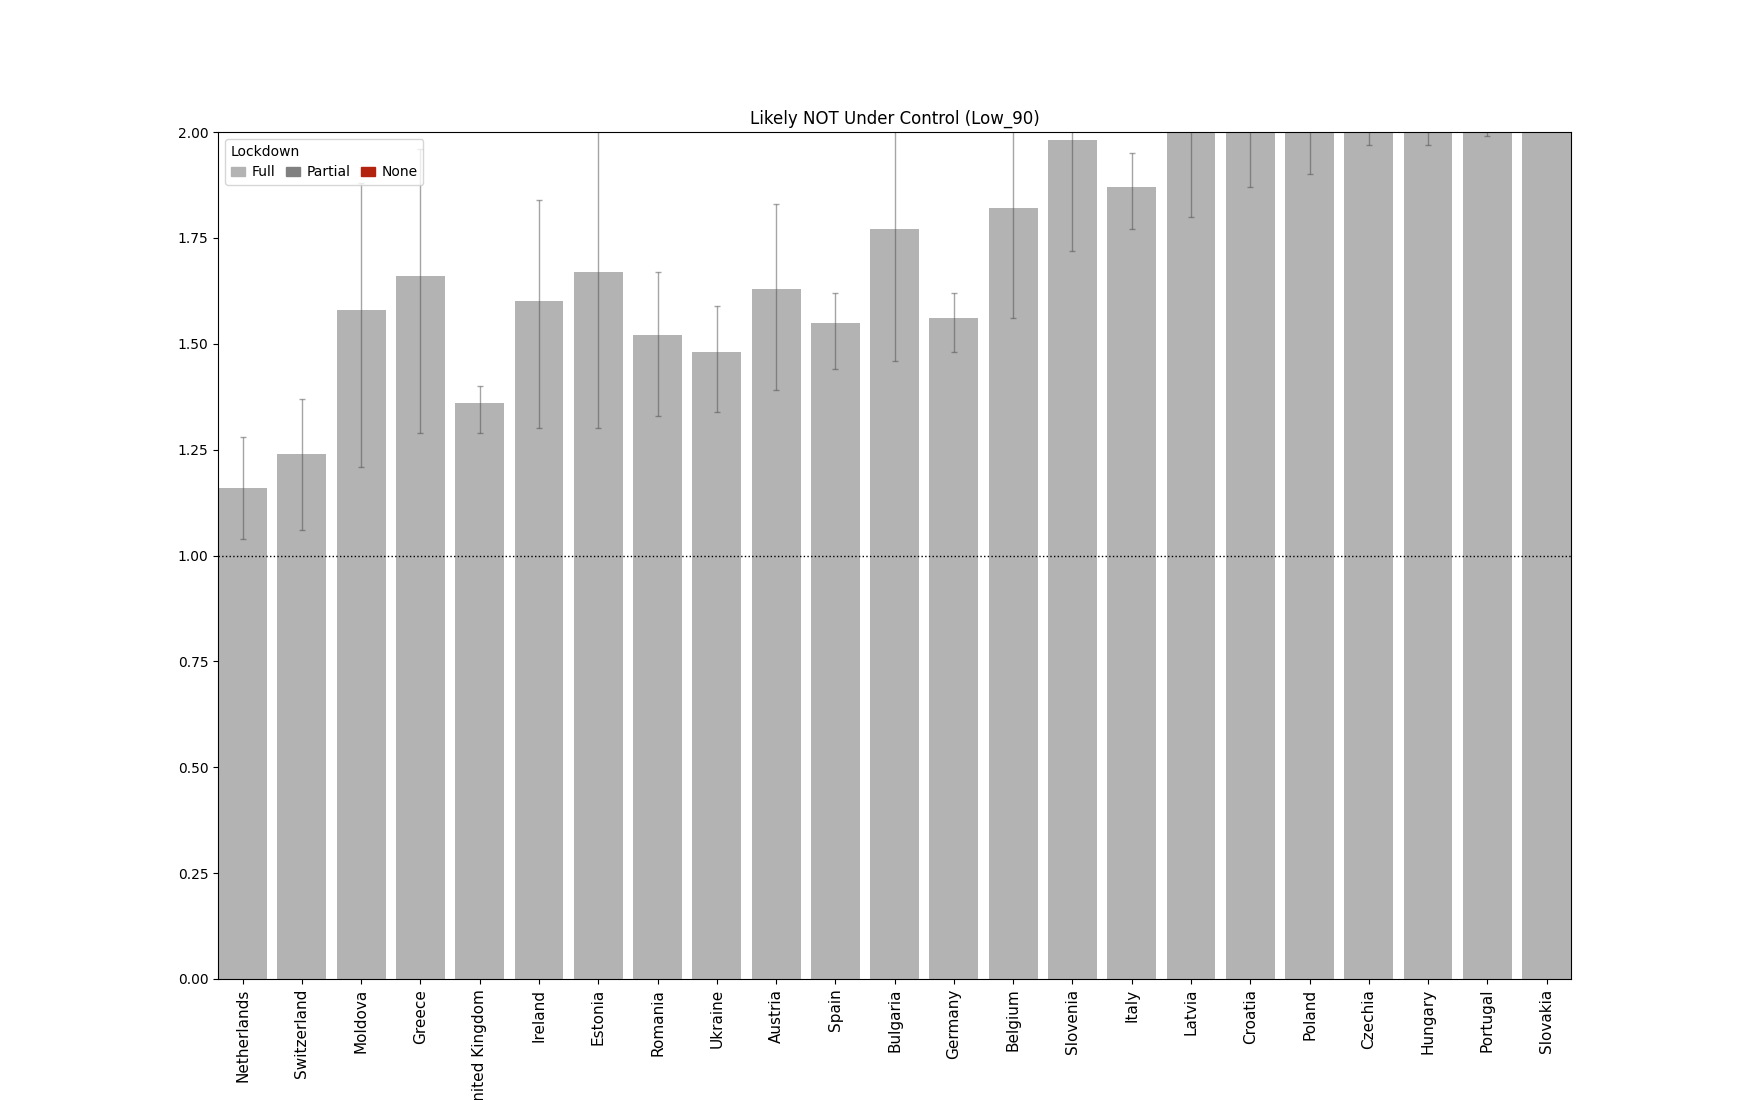 Likely NOT Under Control (Low_90)
Lockdown
Full Partial None
2.00
1.75
1.50
1.25
1.00
0.75
0.50
0.25
0.00
Netherlands
Switzerland
Moldova
Greece
nited Kingdom
Ireland
Estonia
Romania
Ukraine
Austria
Spain
Bulgaria
Germany
Belgium
Slovenia
Italy
Latvia
Croatia
Poland
Czechia
Hungary
Portugal
Slovakia